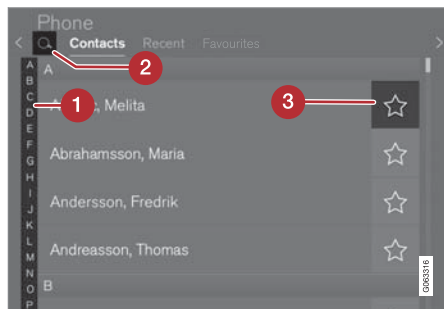 Phone
Contacts Recent Favourites
2
A
B
C
D
E
F
G
H
I
J
K
L
M
N
O
P
A
1
, Melita
3
Abrahamsson, Maria
Andersson, Fredrik
Andreasson, Thomas
B
G063316